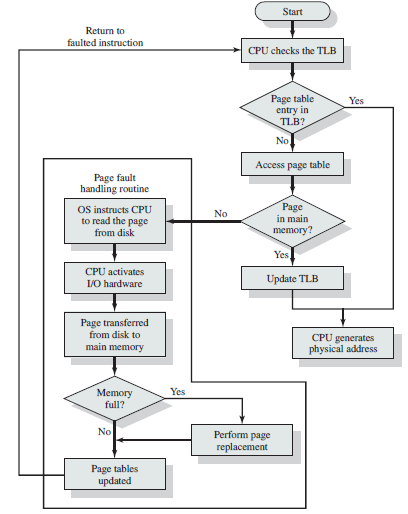 Start
Return to
faulted instruction
CPU checks the TLB
Page table
entry in
TLB?
Yes
No
Access page table
Page fault
handling routine
OS instructs CPU
to read the page
from disk
No
Page
in main
memory?
Yes
CPU activates
I/O hardware
Update TLB
Page transferred
from disk to
main memory
CPU generates
physical address
Memory
full?
Yes
No
Perform page
replacement
Page tables
updated